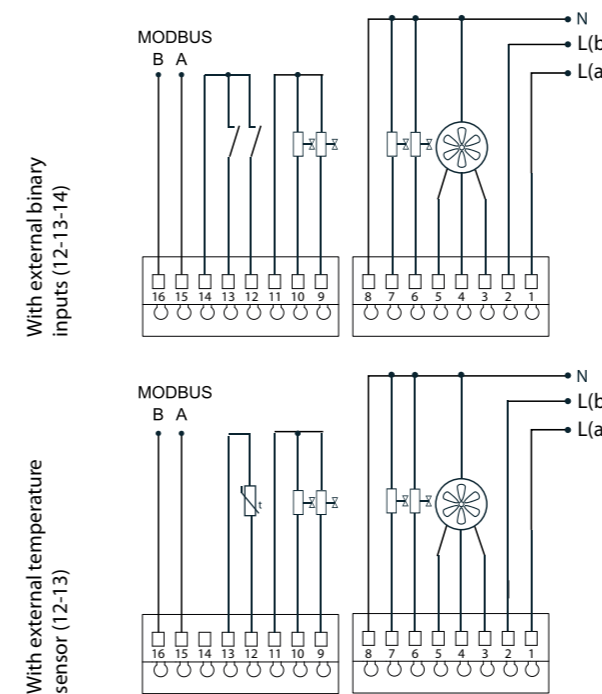 With external binary
inputs (12-13-14)
MODBUS
B A
N
L(b
L(a
16 15 14 13 12 11 10 9
8 7 6 5 4 3 2 1
With external temperature
sensor (12-13)
MODBUS
B A
t
N
L(b
L(a
16 15 14 13 12 11 10 9
8 7 6 5 4 3 2 1